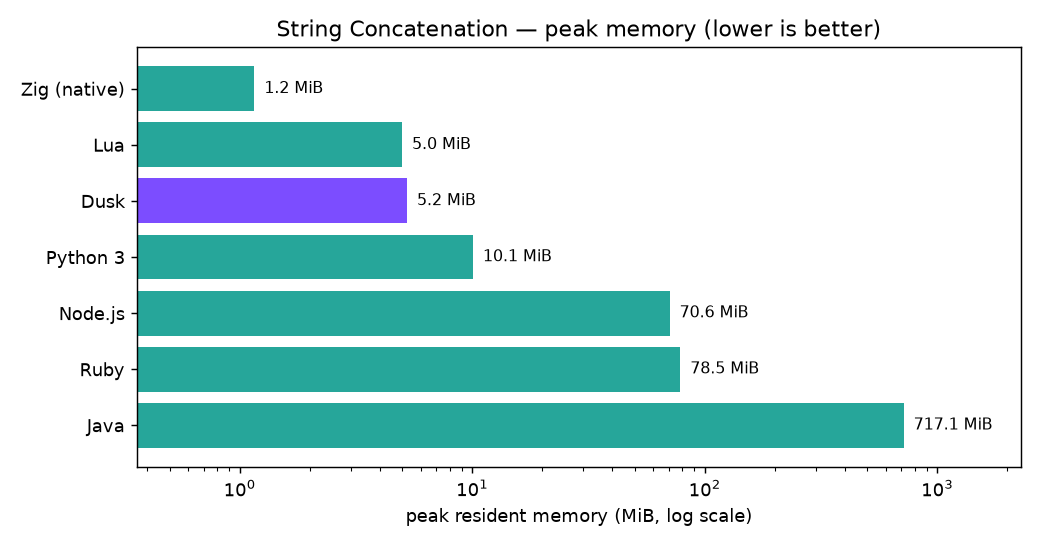 String Concatenation — peak memory (lower is better)
Zig (native) 1.2 MiB
Lua 5.0 MiB
Dusk 5.2 MiB
Python 3 10.1 MiB
Node.js 70.6 MiB
Ruby 78.5 MiB
Java 717.1 MiB
10⁰ 10¹ 10² 10³
peak resident memory (MiB, log scale)